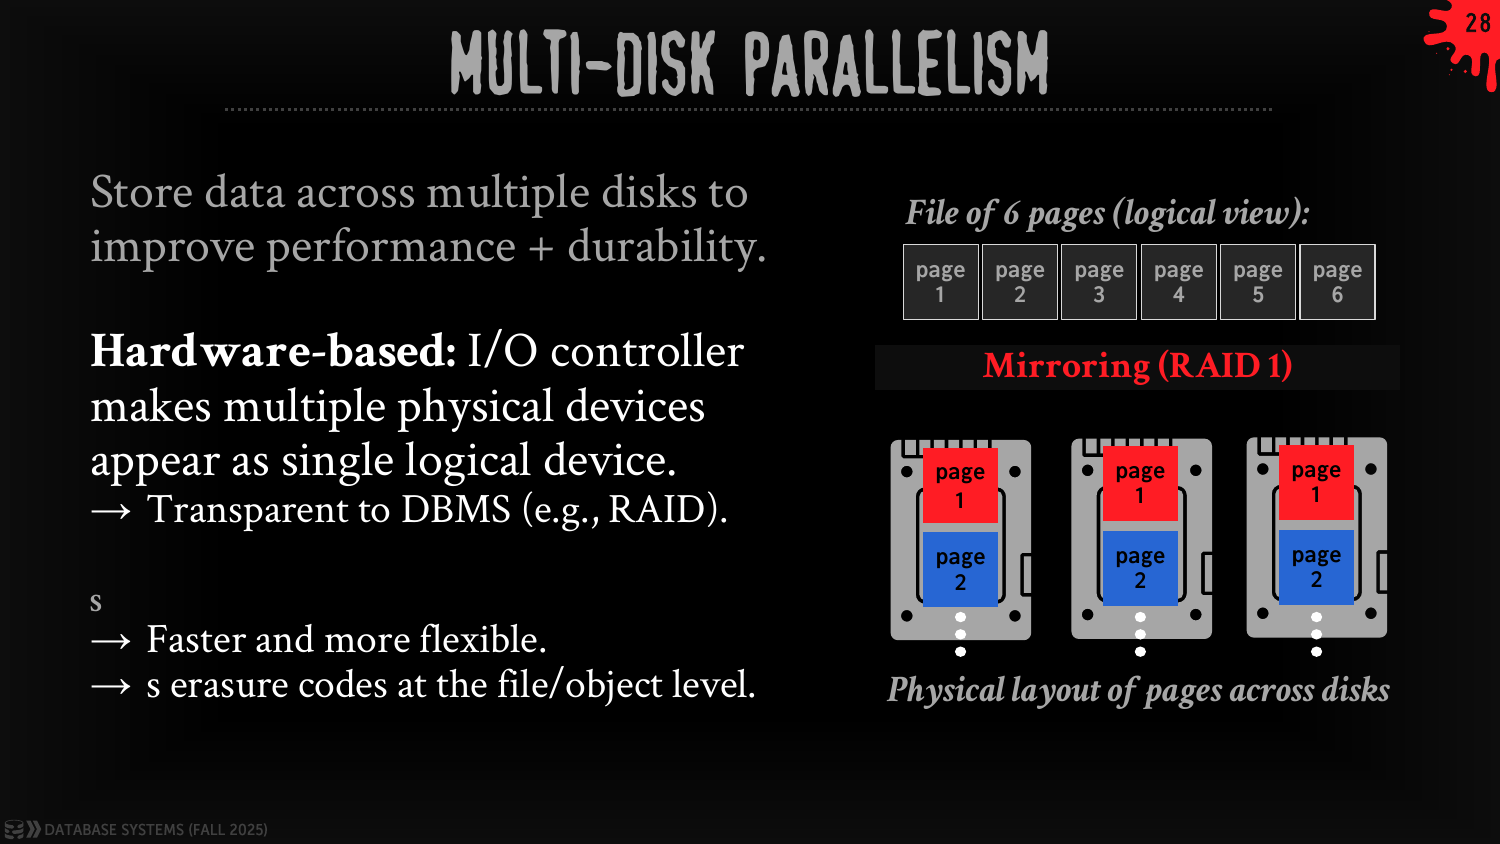 MULTI-DISK PARALLELISM
28
Store data across multiple disks to
improve performance + durability.
Hardware-based: I/O controller
makes multiple physical devices
appear as single logical device.
→ Transparent to DBMS (e.g., RAID).
s
→ Faster and more flexible.
→ s erasure codes at the file/object level.
File of 6 pages (logical view):
page 1
page 2
page 3
page 4
page 5
page 6
Mirroring (RAID 1)
page 1
page 2
page 1
page 2
page 1
page 2
Physical layout of pages across disks
DATABASE SYSTEMS (FALL 2025)